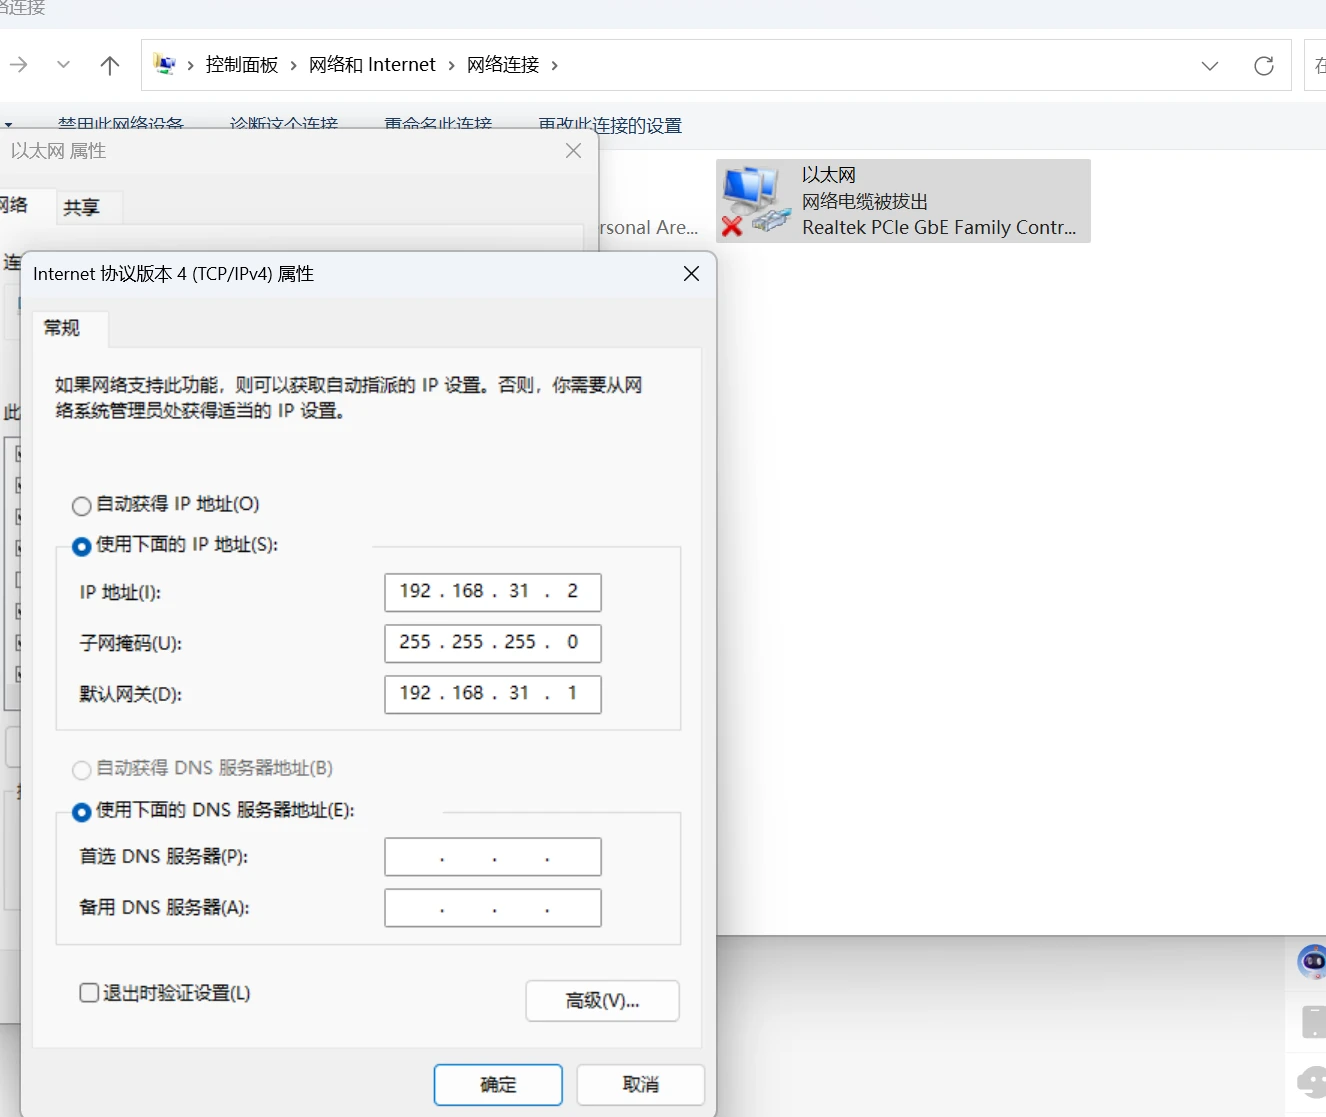 络连接
控制面板 › 网络和 Internet › 网络连接 ›
在
禁用此网络设备 诊断这个连接 重命名此连接 更改此连接的设置
以太网 属性
网络 共享
以太网
网络电缆被拔出
rsonal Are... Realtek PCIe GbE Family Contr...
连
Internet 协议版本 4 (TCP/IPv4) 属性
常规
如果网络支持此功能，则可以获取自动指派的 IP 设置。否则，你需要从网
络系统管理员处获得适当的 IP 设置。
此
自动获得 IP 地址(O)
使用下面的 IP 地址(S):
IP 地址(I): 192 . 168 . 31 . 2
子网掩码(U): 255 . 255 . 255 . 0
默认网关(D): 192 . 168 . 31 . 1
自动获得 DNS 服务器地址(B)
使用下面的 DNS 服务器地址(E):
首选 DNS 服务器(P): . . .
备用 DNS 服务器(A): . . .
退出时验证设置(L)
高级(V)...
确定 取消